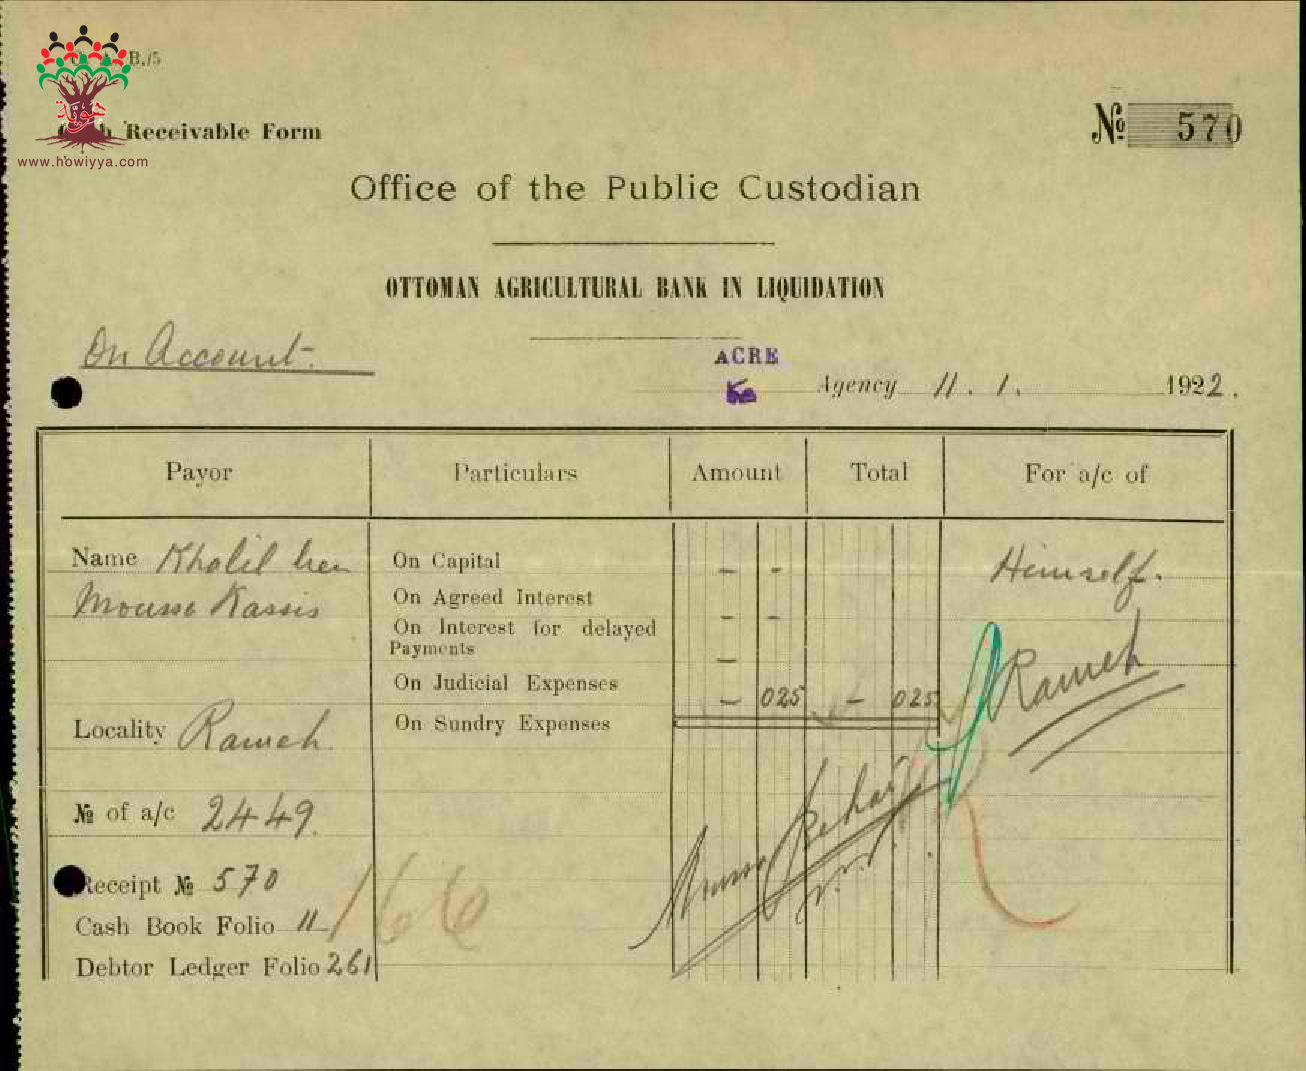 B./5
Receivable Form
www.howiyya.com
№ 570
Office of the Public Custodian
OTTOMAN AGRICULTURAL BANK IN LIQUIDATION
On Account.
ACRE
Agency 11. 1. 1922.
Payor Particulars Amount Total For a/c of
Name Khalil ben
Moussa Kassis
On Capital - -
Himself.
On Agreed Interest - -
On Interest for delayed
Payments -
Rameh
On Judicial Expenses - 025 - 025
Locality Rameh.
On Sundry Expenses
№ of a/c 2449.
Receipt № 570
166
Cash Book Folio 11
Debtor Ledger Folio 261